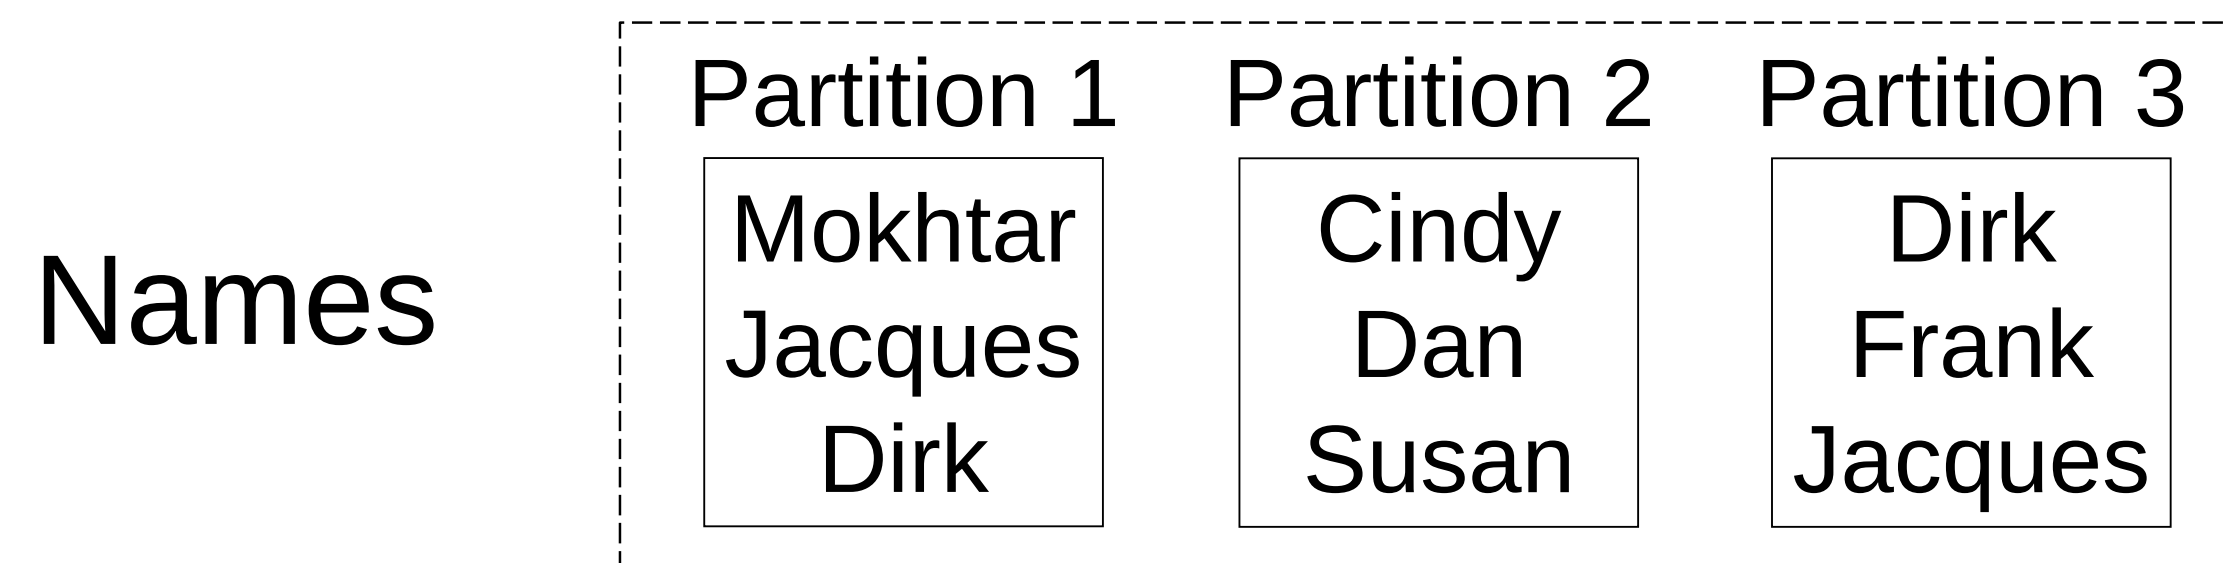 Names
Partition 1
Mokhtar
Jacques
Dirk
Partition 2
Cindy
Dan
Susan
Partition 3
Dirk
Frank
Jacques